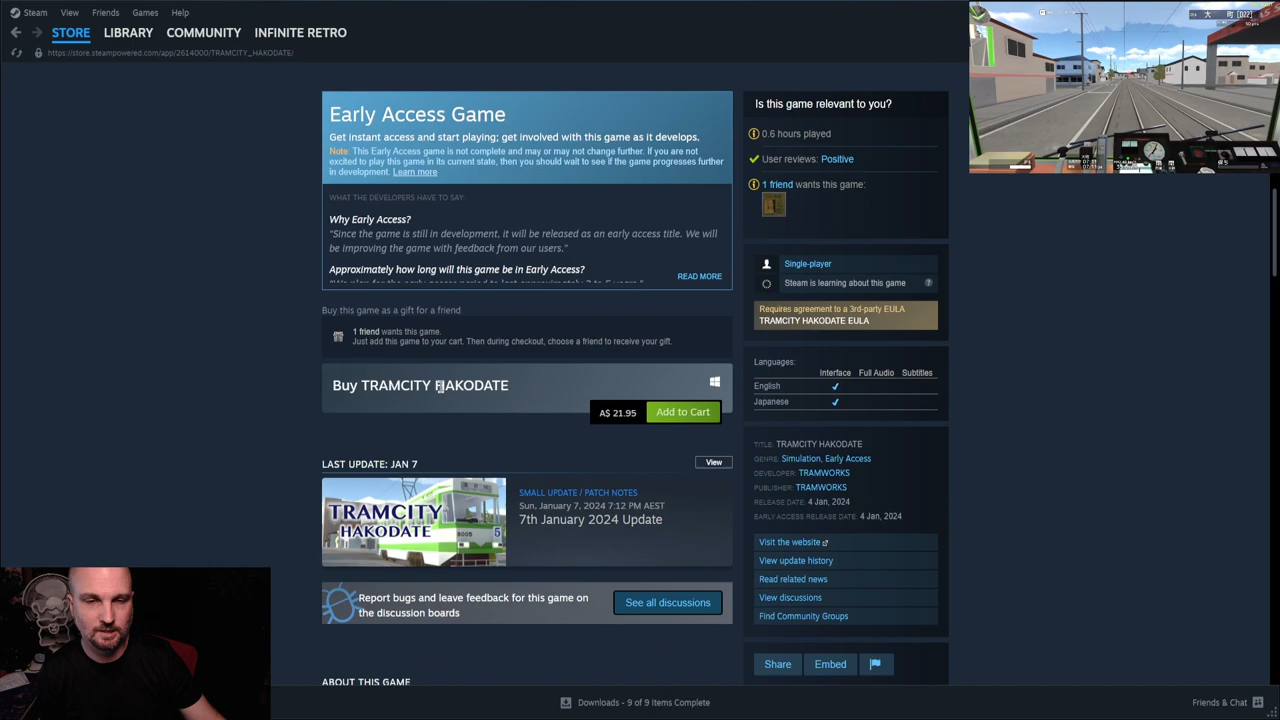 Steam View Friends Games Help
STORE LIBRARY COMMUNITY INFINITE RETRO
https://store.steampowered.com/app/2614000/TRAMCITY_HAKODATE/
Early Access Game
Get instant access and start playing; get involved with this game as it develops.
Note: This Early Access game is not complete and may or may not change further. If you are
not excited to play this game in its current state, then you should wait to see if the game progresses further
in development. Learn more
WHAT THE DEVELOPERS HAVE TO SAY:
Why Early Access?
“Since the game is still in development, it will be released as an early access title. We will
be improving the game with feedback from our users.”
Approximately how long will this game be in Early Access?
READ MORE
Buy this game as a gift for a friend
1 friend wants this game.
Just add this game to your cart. Then during checkout, choose a friend to receive your gift.
Buy TRAMCITY HAKODATE
A$ 21.95
Add to Cart
LAST UPDATE: JAN 7
View
TRAMCITY
HAKODATE
8005
5
SMALL UPDATE / PATCH NOTES
Sun, January 7, 2024 7:12 PM AEST
7th January 2024 Update
Report bugs and leave feedback for this game on
the discussion boards
See all discussions
ABOUT THIS GAME
Is this game relevant to you?
0.6 hours played
User reviews: Positive
1 friend wants this game:
Single-player
Steam is learning about this game ?
Requires agreement to a 3rd-party EULA
TRAMCITY HAKODATE EULA
Languages:
Interface Full Audio Subtitles
English ✔
Japanese ✔
TITLE: TRAMCITY HAKODATE
GENRE: Simulation, Early Access
DEVELOPER: TRAMWORKS
PUBLISHER: TRAMWORKS
RELEASE DATE: 4 Jan, 2024
EARLY ACCESS RELEASE DATE: 4 Jan, 2024
Visit the website
View update history
Read related news
View discussions
Find Community Groups
Share
Embed
大 町 [D22]
Downloads - 9 of 9 Items Complete
Friends & Chat